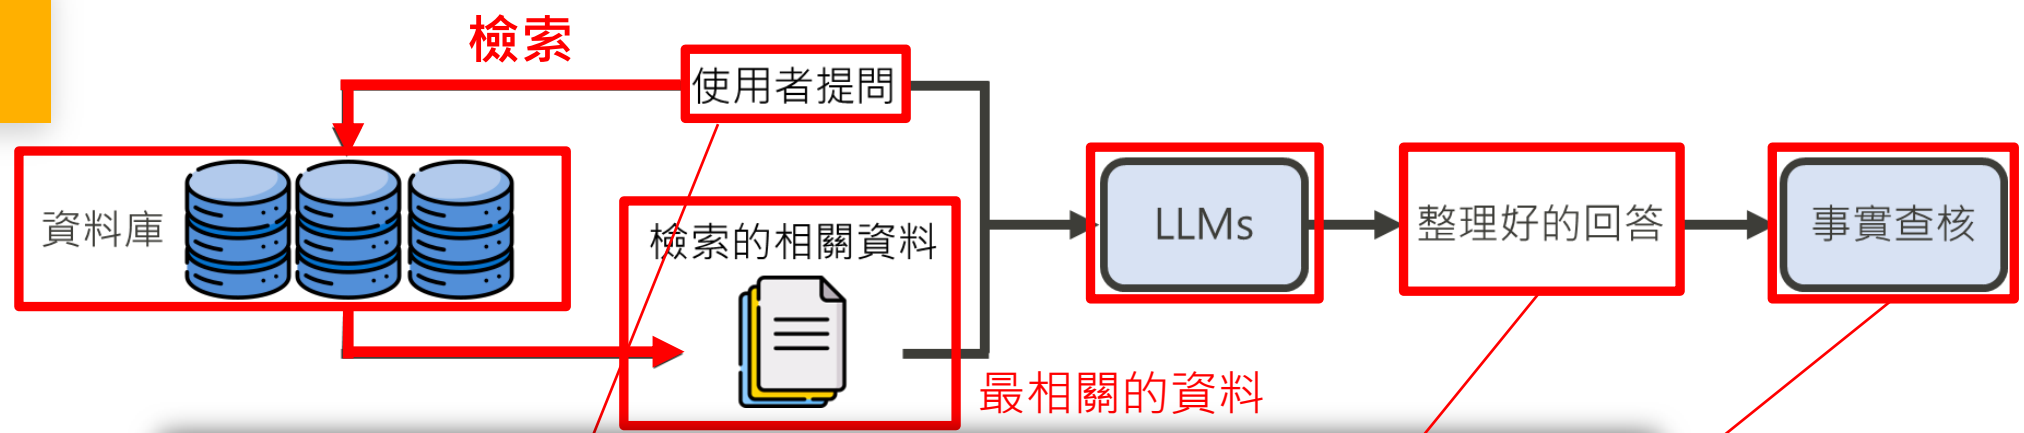 檢索
使用者提問
資料庫
檢索的相關資料
LLMs
整理好的回答
事實查核
最相關的資料